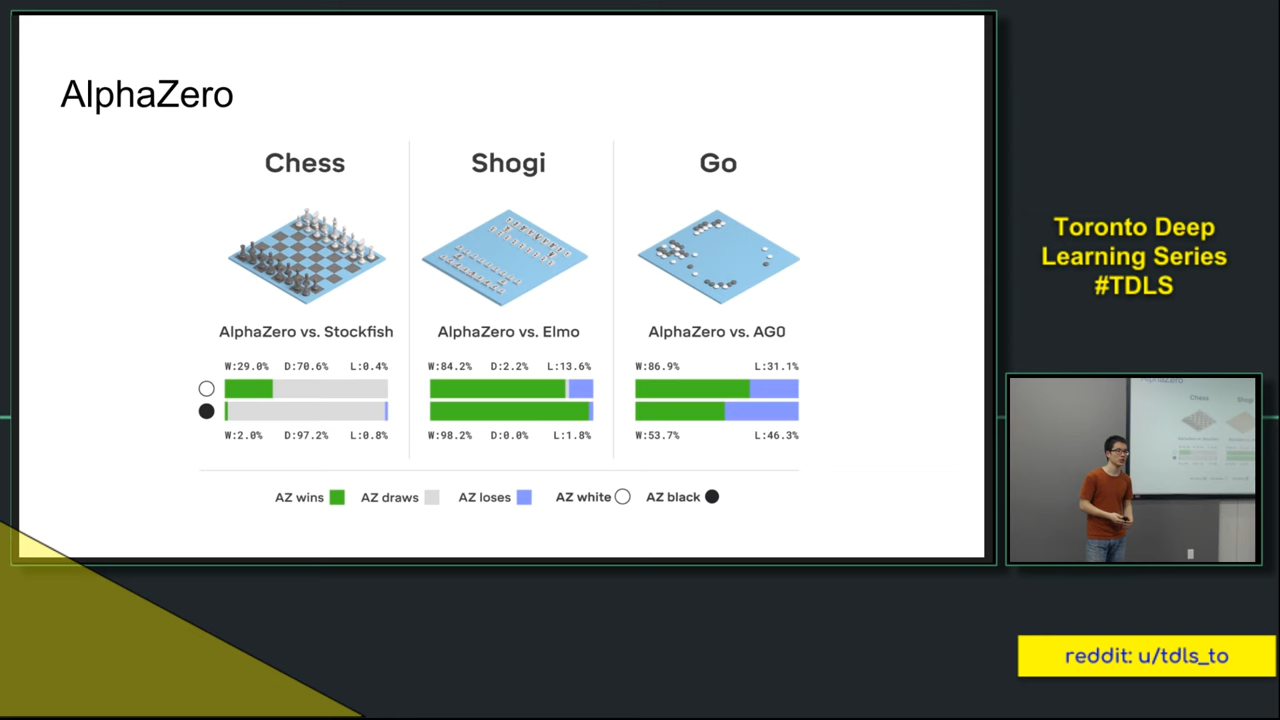 AlphaZero
Chess
Shogi
Go
AlphaZero vs. Stockfish
AlphaZero vs. Elmo
AlphaZero vs. AG0
W:29.0% D:70.6% L:0.4%
W:84.2% D:2.2% L:13.6%
W:86.9% L:31.1%
W:2.0% D:97.2% L:0.8%
W:98.2% D:0.0% L:1.8%
W:53.7% L:46.3%
AZ wins AZ draws AZ loses AZ white AZ black
Toronto Deep
Learning Series
#TDLS
AlphaZero
Chess
reddit: u/tdls_to